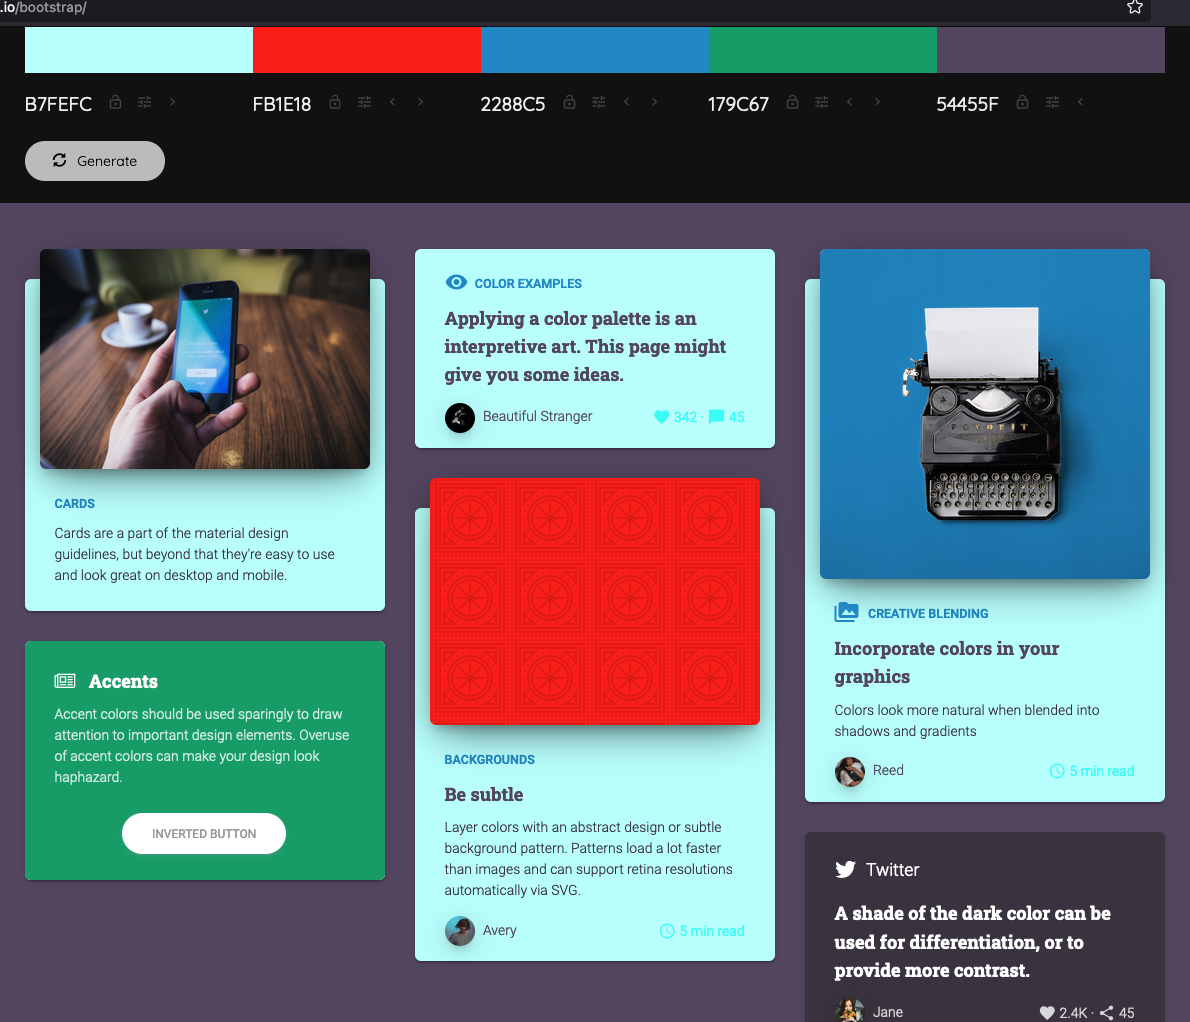 .io/bootstrap/
B7FEFC
FB1E18
2288C5
179C67
54455F
Generate
CARDS
Cards are a part of the material design
guidelines, but beyond that they're easy to use
and look great on desktop and mobile.
Accents
Accent colors should be used sparingly to draw
attention to important design elements. Overuse
of accent colors can make your design look
haphazard.
INVERTED BUTTON
COLOR EXAMPLES
Applying a color palette is an
interpretive art. This page might
give you some ideas.
Beautiful Stranger
342 · 45
BACKGROUNDS
Be subtle
Layer colors with an abstract design or subtle
background pattern. Patterns load a lot faster
than images and can support retina resolutions
automatically via SVG.
Avery
5 min read
CREATIVE BLENDING
Incorporate colors in your
graphics
Colors look more natural when blended into
shadows and gradients
Reed
5 min read
Twitter
A shade of the dark color can be
used for differentiation, or to
provide more contrast.
Jane
2.4K · 45